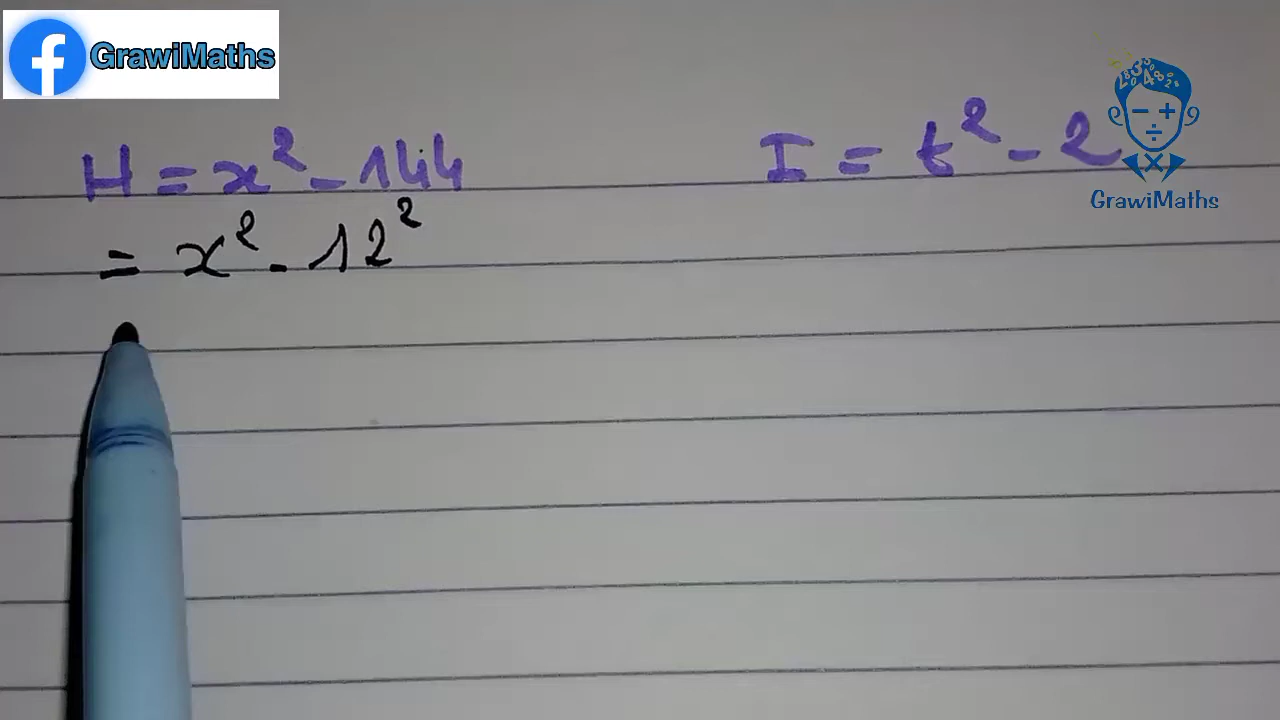 GrawiMaths
H = x² - 144
I = t² - 2
= x² - 12²
GrawiMaths